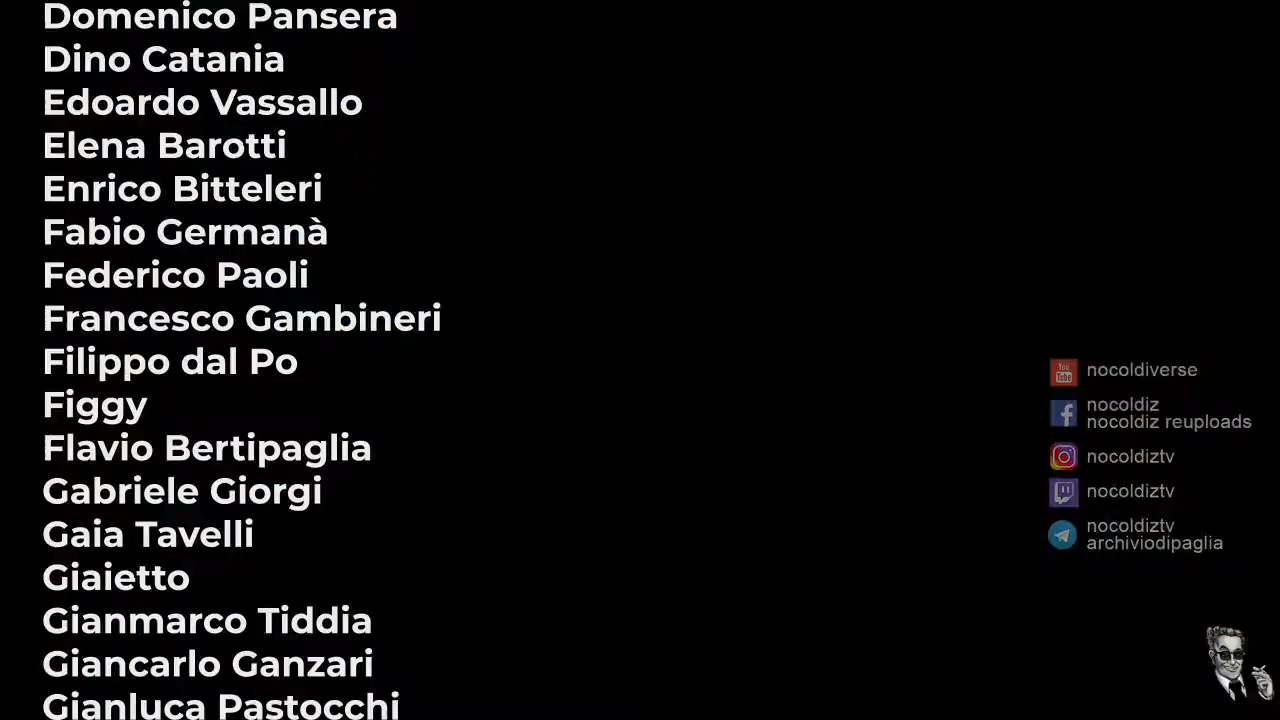 Domenico Pansera
Dino Catania
Edoardo Vassallo
Elena Barotti
Enrico Bitteleri
Fabio Germanà
Federico Paoli
Francesco Gambineri
Filippo dal Po
Figgy
Flavio Bertipaglia
Gabriele Giorgi
Gaia Tavelli
Giaietto
Gianmarco Tiddia
Giancarlo Ganzari
Gianluca Pastocchi
You
Tube
nocoldiverse
nocoldiz
nocoldiz reuploads
nocoldiztv
nocoldiztv
nocoldiztv
archiviodipaglia